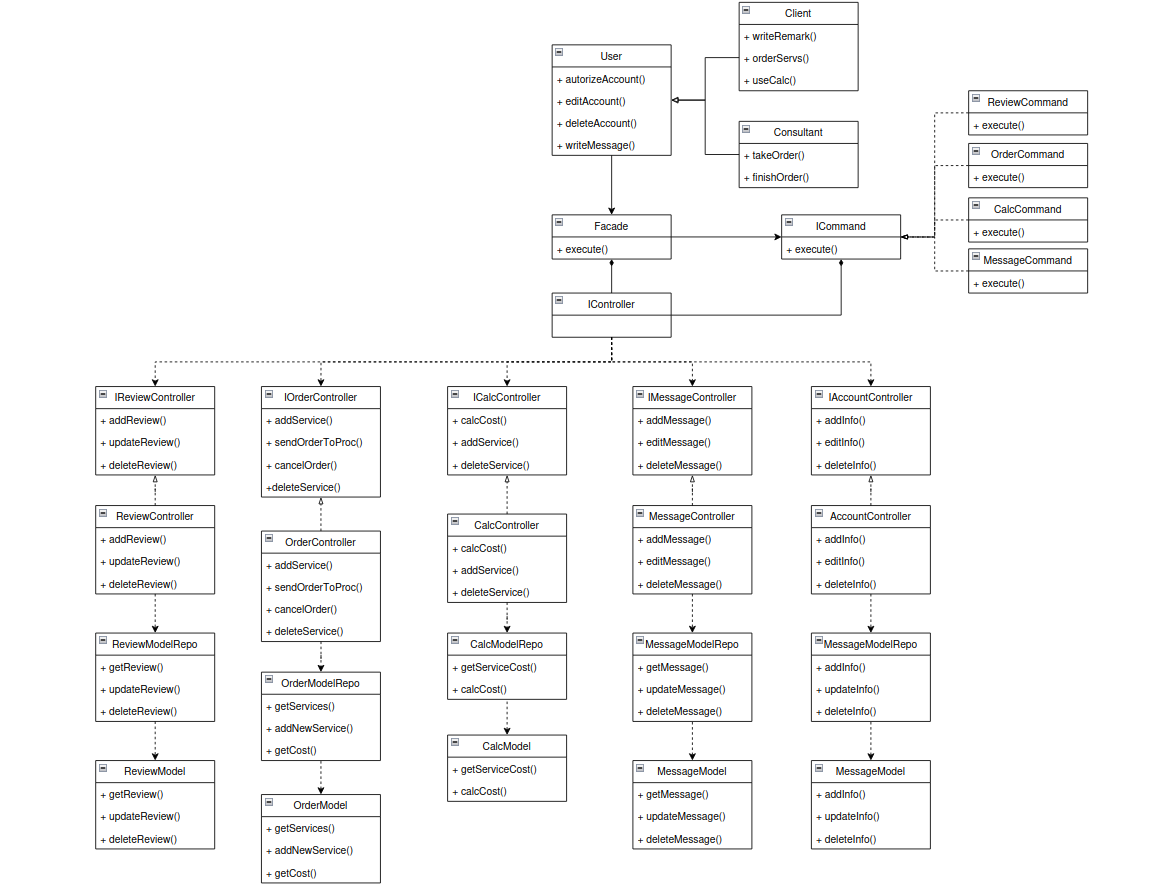 Client
+ writeRemark()
+ orderServs()
+ useCalc()
User
+ autorizeAccount()
+ editAccount()
+ deleteAccount()
+ writeMessage()
Consultant
+ takeOrder()
+ finishOrder()
ReviewCommand
+ execute()
OrderCommand
+ execute()
CalcCommand
+ execute()
MessageCommand
+ execute()
Facade
+ execute()
ICommand
+ execute()
IController
IReviewController
+ addReview()
+ updateReview()
+ deleteReview()
IOrderController
+ addService()
+ sendOrderToProc()
+ cancelOrder()
+deleteService()
ICalcController
+ calcCost()
+ addService()
+ deleteService()
IMessageController
+ addMessage()
+ editMessage()
+ deleteMessage()
IAccountController
+ addInfo()
+ editInfo()
+ deleteInfo()
ReviewController
+ addReview()
+ updateReview()
+ deleteReview()
OrderController
+ addService()
+ sendOrderToProc()
+ cancelOrder()
+ deleteService()
CalcController
+ calcCost()
+ addService()
+ deleteService()
MessageController
+ addMessage()
+ editMessage()
+ deleteMessage()
AccountController
+ addInfo()
+ editInfo()
+ deleteInfo()
ReviewModelRepo
+ getReview()
+ updateReview()
+ deleteReview()
OrderModelRepo
+ getServices()
+ addNewService()
+ getCost()
CalcModelRepo
+ getServiceCost()
+ calcCost()
MessageModelRepo
+ getMessage()
+ updateMessage()
+ deleteMessage()
MessageModelRepo
+ addInfo()
+ updateInfo()
+ deleteInfo()
ReviewModel
+ getReview()
+ updateReview()
+ deleteReview()
OrderModel
+ getServices()
+ addNewService()
+ getCost()
CalcModel
+ getServiceCost()
+ calcCost()
MessageModel
+ getMessage()
+ updateMessage()
+ deleteMessage()
MessageModel
+ addInfo()
+ updateInfo()
+ deleteInfo()